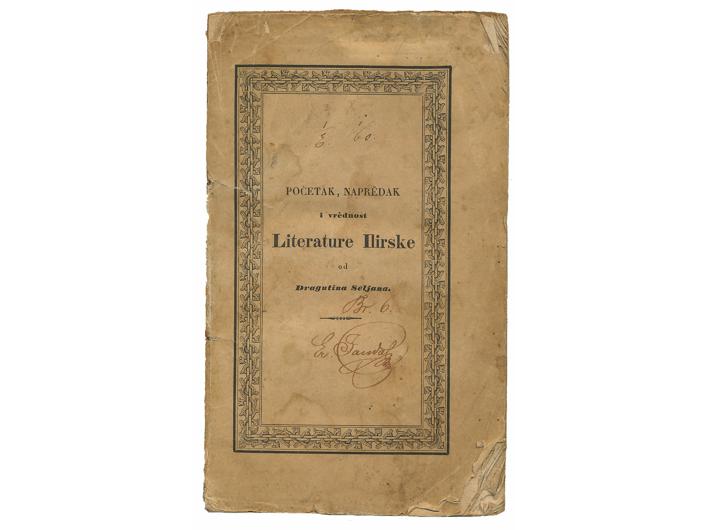 POČETAK, NAPRĚDAK
i vrědnost
Literature Ilirske
od
Dragutina Seljana.
Br. 6.